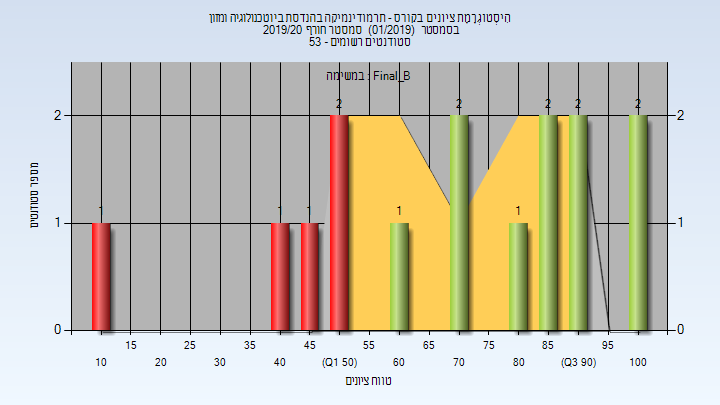 היסטוגרמת ציונים בקורס - תרמודינמיקה בהנדסת ביוטכנולוגיה ומזון
בסמסטר (01/2019) סמסטר חורף 2019/20
סטודנטים רשומים - 53
במשימה : Final_B
2 2 2 2 2 2 2
1 1 1 1 1 1 1
0 0
מספר סטודנטים
15 25 35 45 55 65 75 85 95
10 20 30 40 (Q1 50) 60 70 80 (Q3 90) 100
טווח ציונים